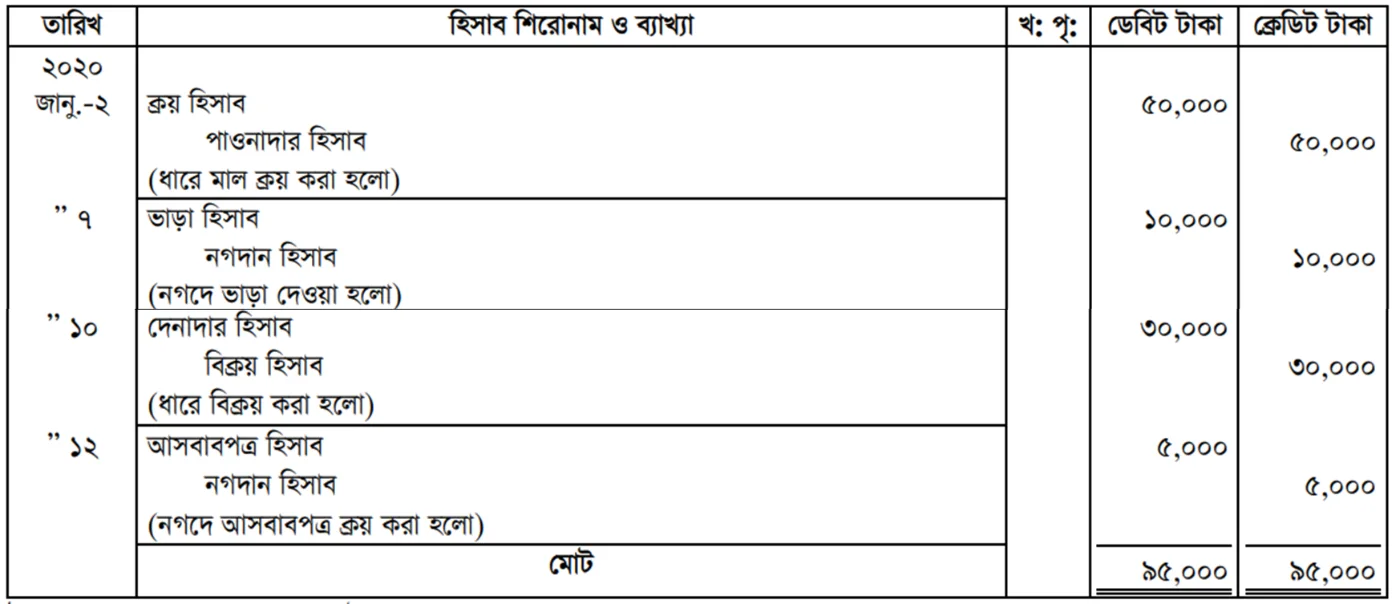 তারিখ হিসাব শিরোনাম ও ব্যাখ্যা খ: পৃ: ডেবিট টাকা ক্রেডিট টাকা
২০২০
জানু.-২ ক্রয় হিসাব ৫০,০০০
পাওনাদার হিসাব ৫০,০০০
(ধারে মাল ক্রয় করা হলো)
” ৭ ভাড়া হিসাব ১০,০০০
নগদান হিসাব ১০,০০০
(নগদে ভাড়া দেওয়া হলো)
” ১০ দেনাদার হিসাব ৩০,০০০
বিক্রয় হিসাব ৩০,০০০
(ধারে বিক্রয় করা হলো)
” ১২ আসবাবপত্র হিসাব ৫,০০০
নগদান হিসাব ৫,০০০
(নগদে আসবাবপত্র ক্রয় করা হলো)
মোট ৯৫,০০০ ৯৫,০০০